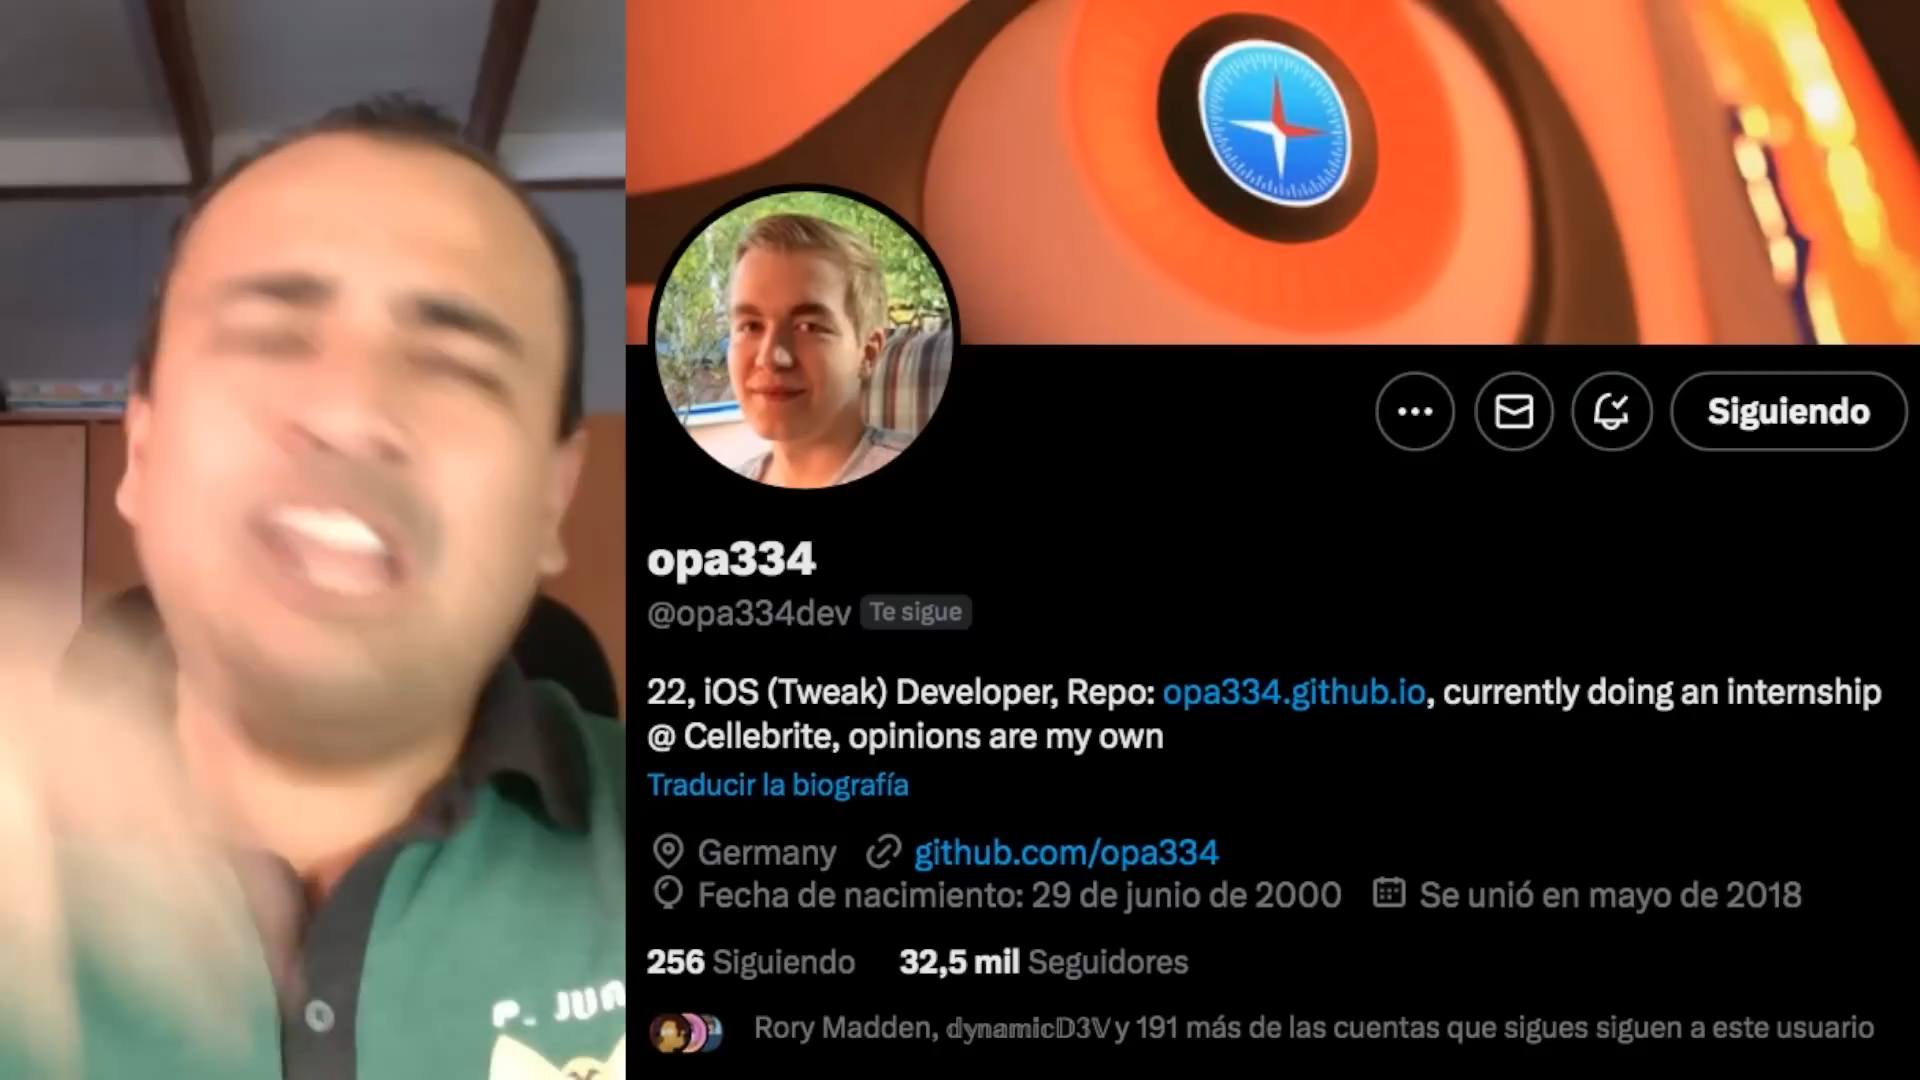 Siguiendo
opa334
@opa334dev Te sigue
22, iOS (Tweak) Developer, Repo: opa334.github.io, currently doing an internship
@ Cellebrite, opinions are my own
Traducir la biografía
Germany github.com/opa334
Fecha de nacimiento: 29 de junio de 2000 Se unió en mayo de 2018
256 Siguiendo 32,5 mil Seguidores
Rory Madden, 𝕕𝕪𝕟𝕒𝕞𝕚𝕔𝔻𝟛𝕍 y 191 más de las cuentas que sigues siguen a este usuario
P. JUN